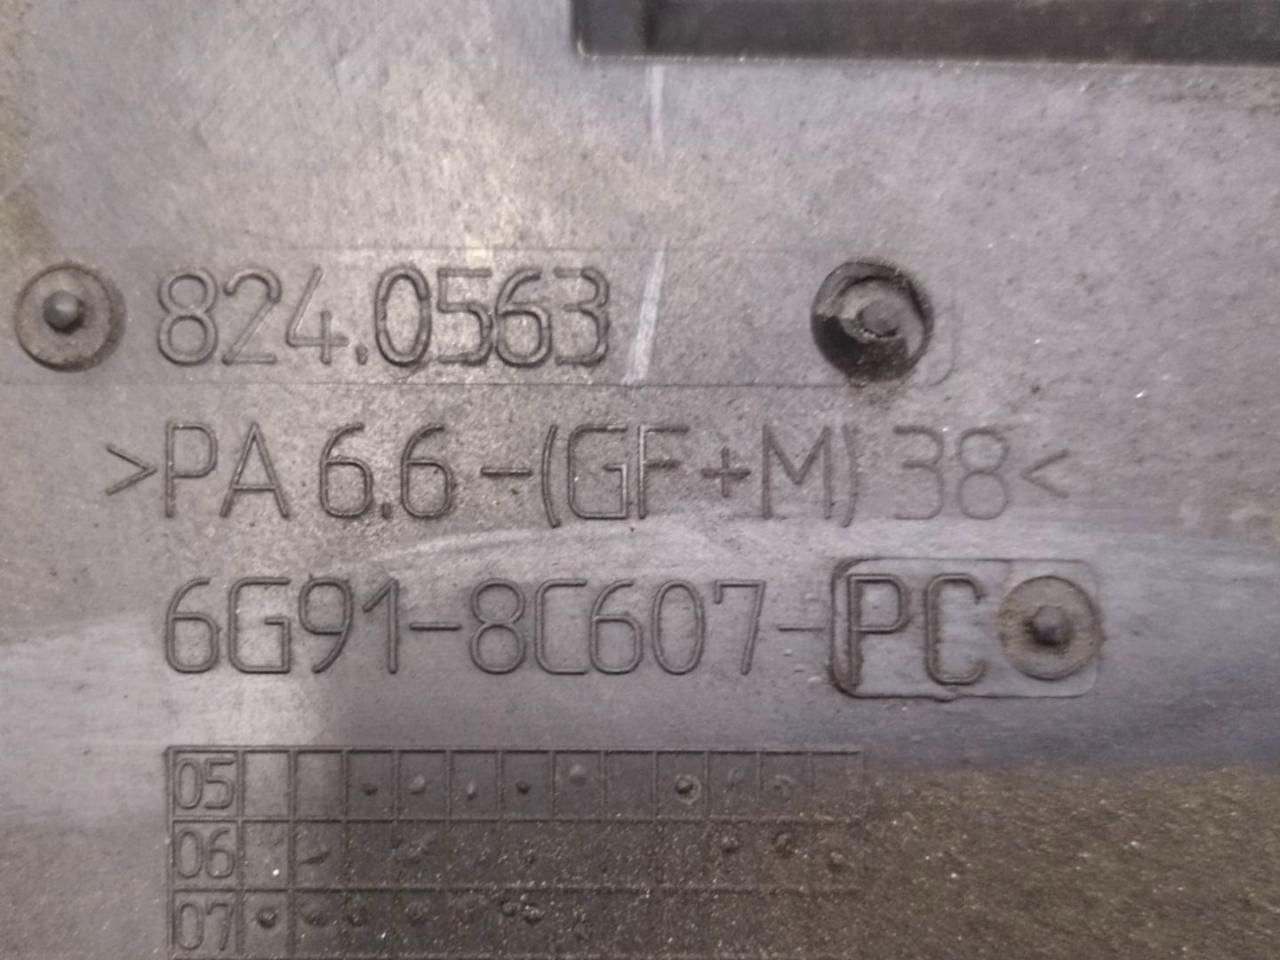 824.0563
>PA 6.6-(GF+M) 38<
6G91-8C607-PC
05
06
07